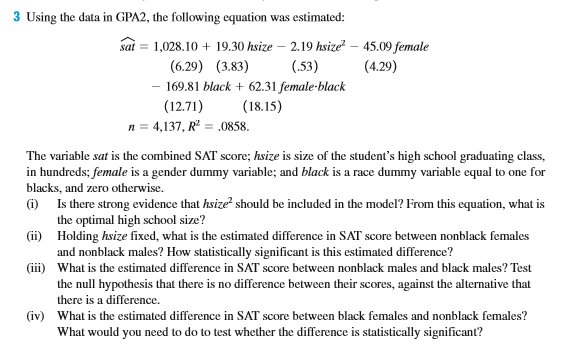 3 Using the data in GPA2, the following equation was estimated:
sat^ = 1,028.10 + 19.30 hsize − 2.19 hsize² − 45.09 female
(6.29) (3.83) (.53) (4.29)
− 169.81 black + 62.31 female·black
(12.71) (18.15)
n = 4,137, R² = .0858.
The variable sat is the combined SAT score; hsize is size of the student's high school graduating class,
in hundreds; female is a gender dummy variable; and black is a race dummy variable equal to one for
blacks, and zero otherwise.
(i) Is there strong evidence that hsize² should be included in the model? From this equation, what is
the optimal high school size?
(ii) Holding hsize fixed, what is the estimated difference in SAT score between nonblack females
and nonblack males? How statistically significant is this estimated difference?
(iii) What is the estimated difference in SAT score between nonblack males and black males? Test
the null hypothesis that there is no difference between their scores, against the alternative that
there is a difference.
(iv) What is the estimated difference in SAT score between black females and nonblack females?
What would you need to do to test whether the difference is statistically significant?